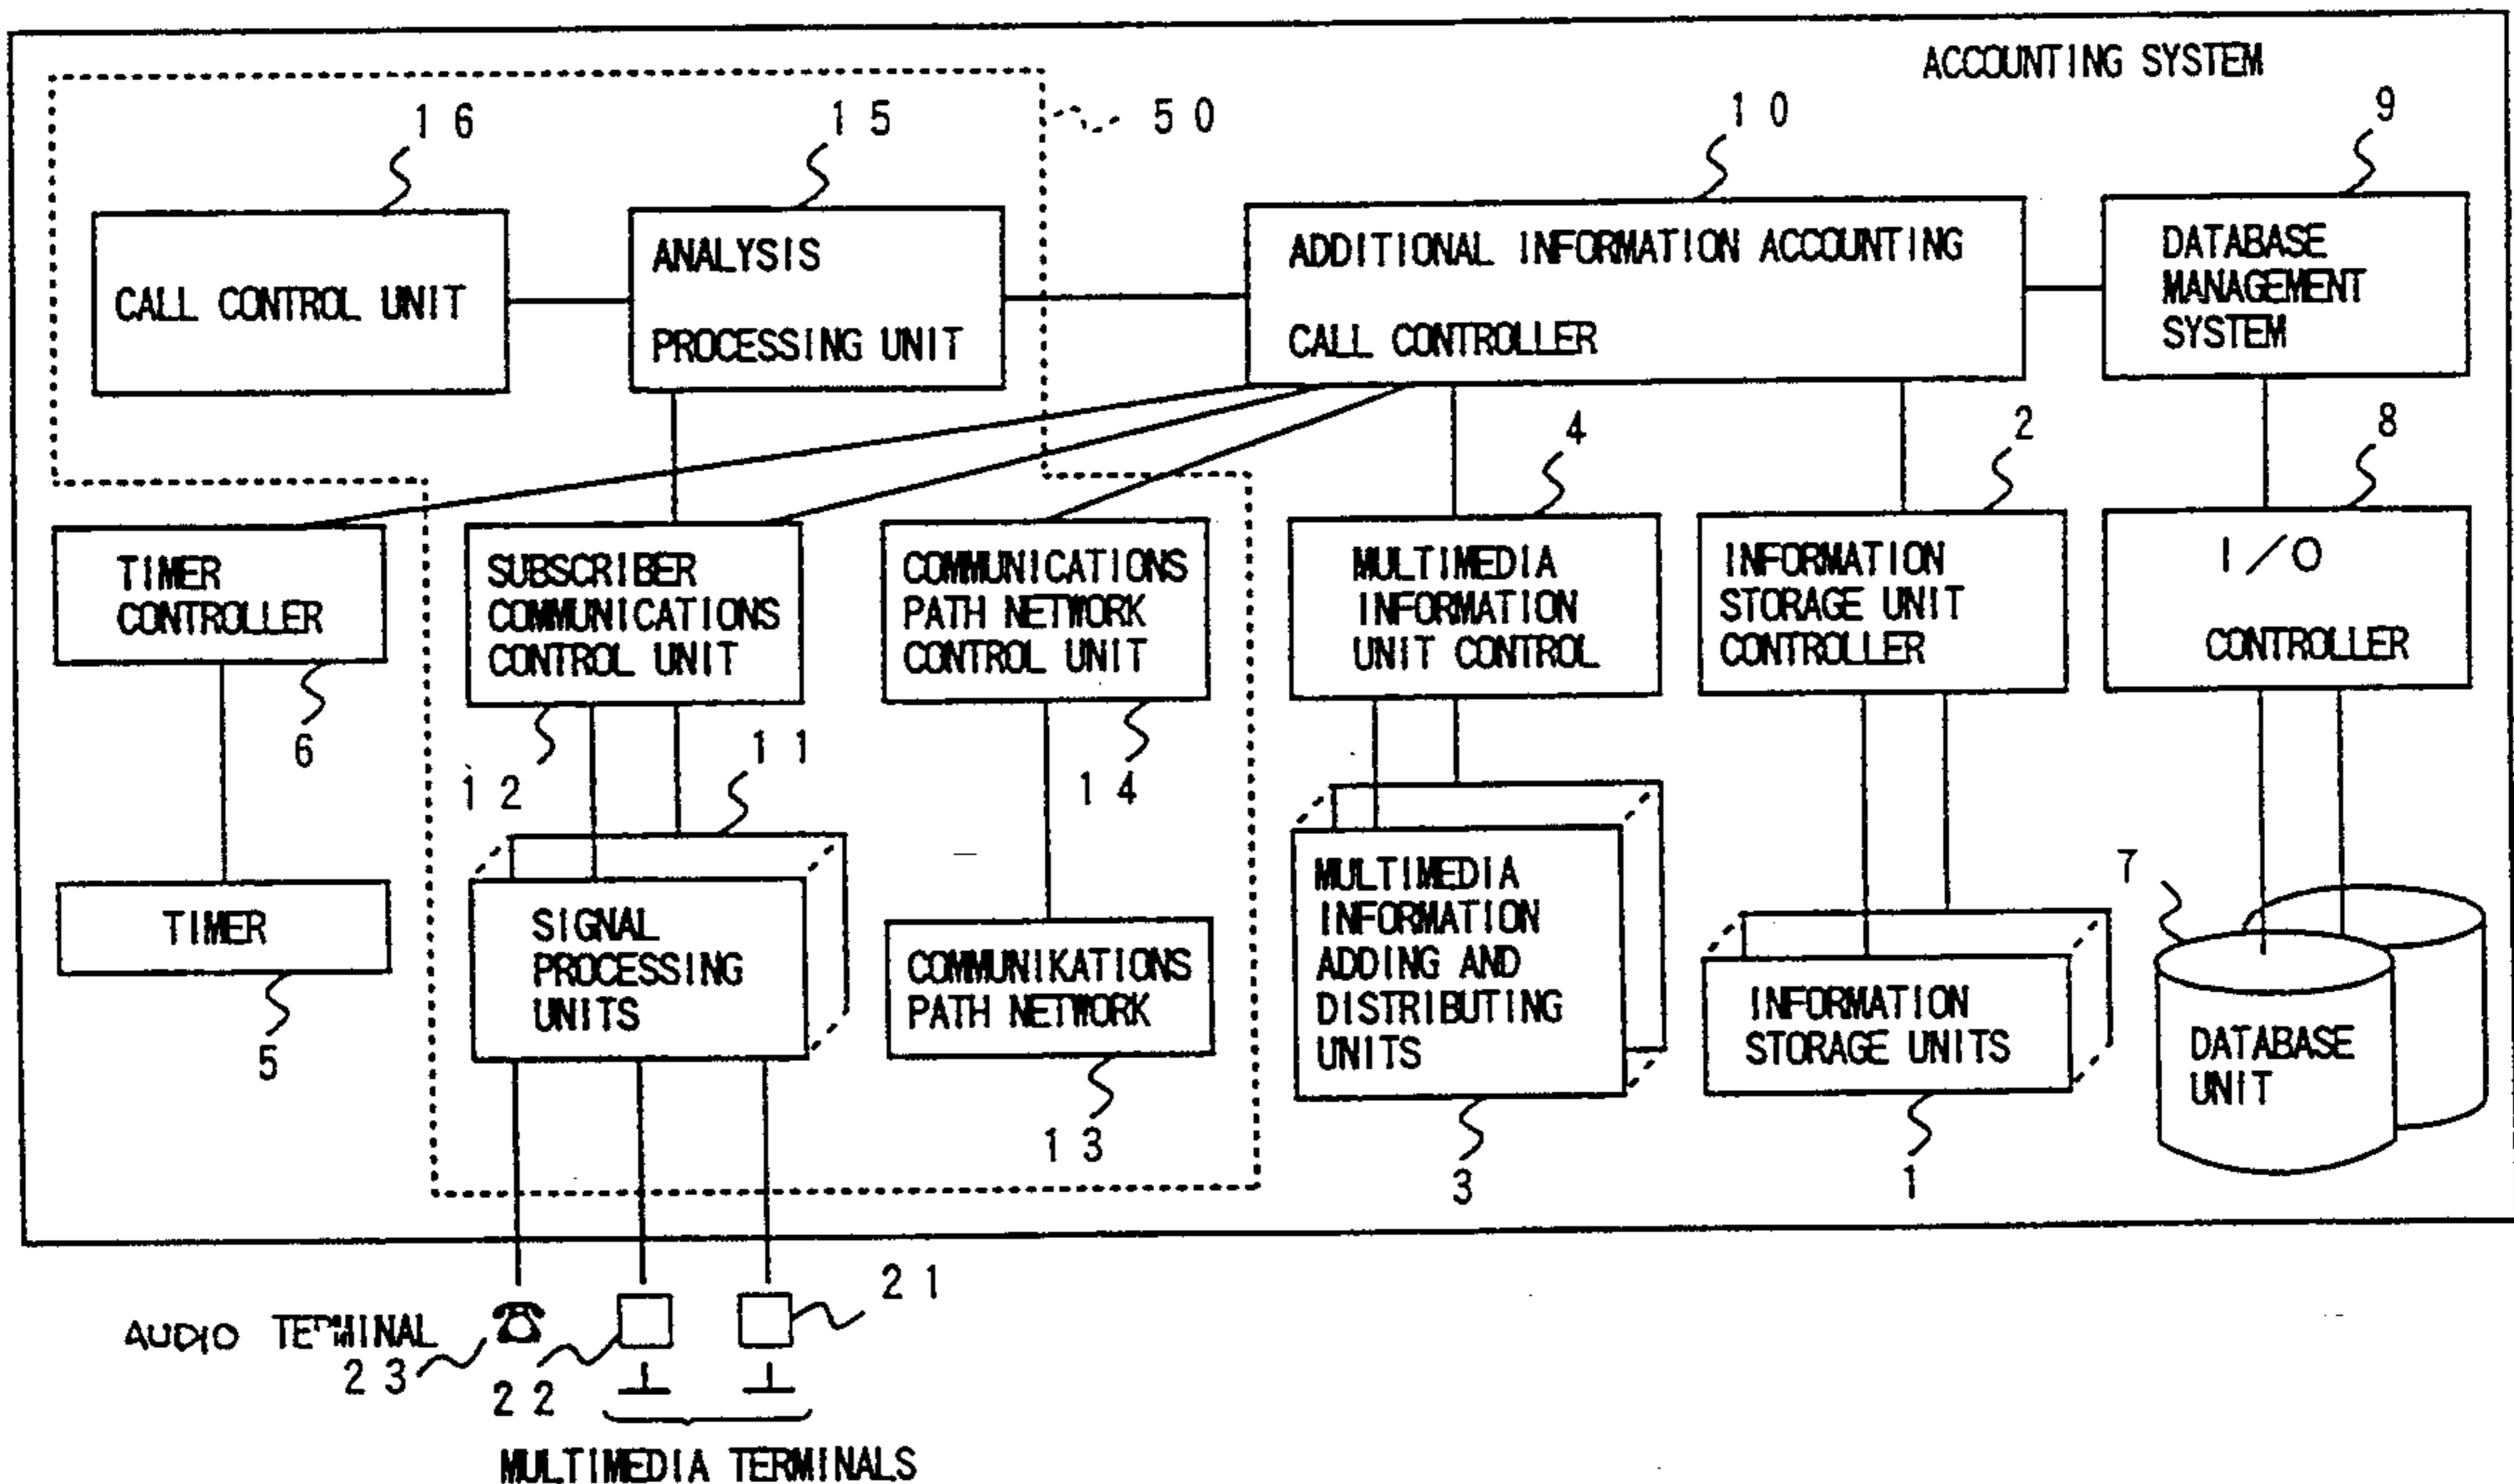 ACCOUNTING SYSTEM
16
15
50
10
9
CALL CONTROL UNIT
ANALYSIS
PROCESSING UNIT
ADDITIONAL INFORMATION ACCOUNTING
CALL CONTROLLER
DATABASE
MANAGEMENT
SYSTEM
4
2
8
TIMER
CONTROLLER
SUBSCRIBER
COMMUNICATIONS
CONTROL UNIT
COMMUNICATIONS
PATH NETWORK
CONTROL UNIT
MULTIMEDIA
INFORMATION
UNIT CONTROL
INFORMATION
STORAGE UNIT
CONTROLLER
I/O
CONTROLLER
6
12
11
14
7
TIMER
5
SIGNAL
PROCESSING
UNITS
COMMUNIKATIONS
PATH NETWORK
13
MULTIMEDIA
INFORMATION
ADDING AND
DISTRIBUTING
UNITS
3
INFORMATION
STORAGE UNITS
1
DATABASE
UNIT
21
AUDIO TERMINAL
23
22
MULTIMEDIA TERMINALS